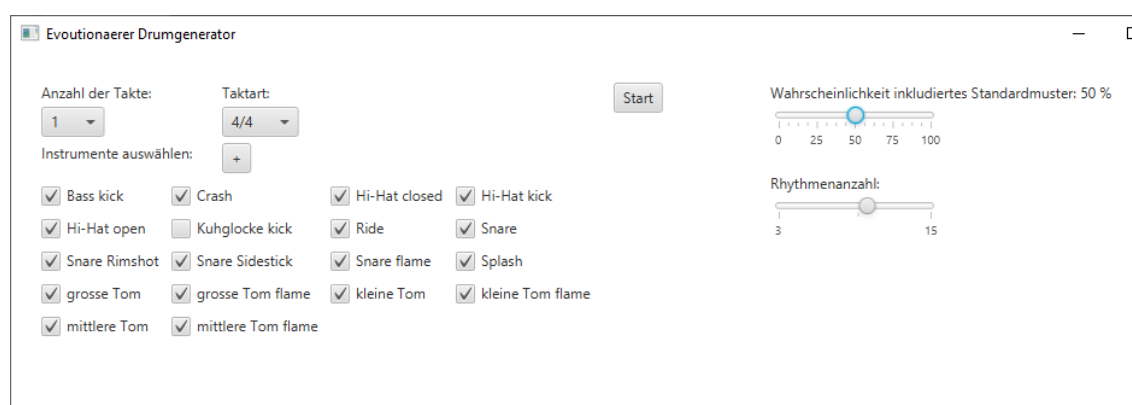 Evoutionaerer Drumgenerator
Anzahl der Takte: Taktart: Start Wahrscheinlichkeit inkludiertes Standardmuster: 50 %
1 4/4
0 25 50 75 100
Instrumente auswählen: +
Rhythmenanzahl:
3 15
Bass kick Crash Hi-Hat closed Hi-Hat kick
Hi-Hat open Kuhglocke kick Ride Snare
Snare Rimshot Snare Sidestick Snare flame Splash
grosse Tom grosse Tom flame kleine Tom kleine Tom flame
mittlere Tom mittlere Tom flame